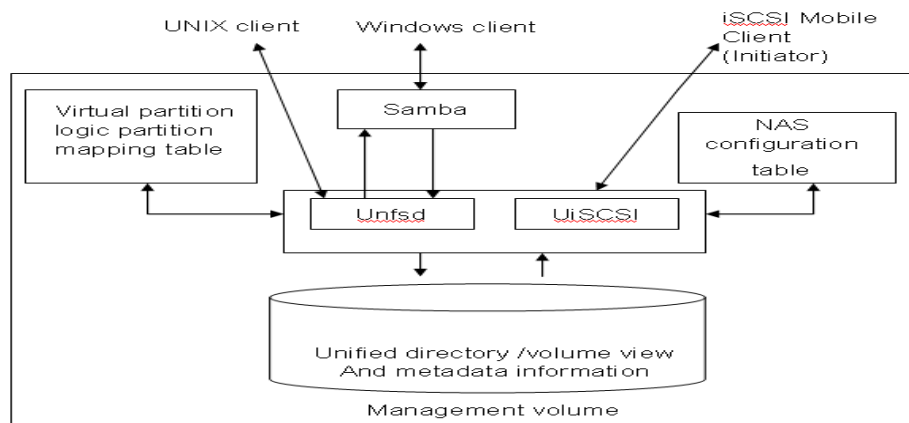 UNIX client
Windows client
iSCSI Mobile
Client
(Initiator)
Virtual partition
logic partition
mapping table
Samba
NAS
configuration
table
Unfsd
UiSCSI
Unified directory /volume view
And metadata information
Management volume